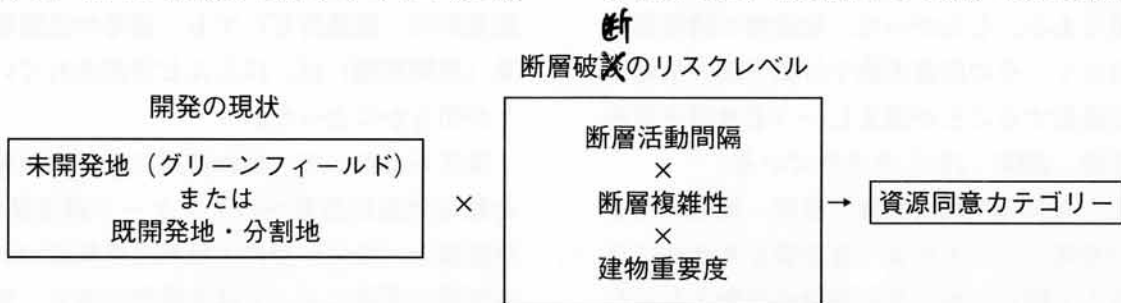 断
断層破談のリスクレベル
開発の現状
未開発地(グリーンフィールド)
または
既開発地・分割地
×
断層活動間隔
×
断層複雑性
×
建物重要度
→ 資源同意カテゴリー